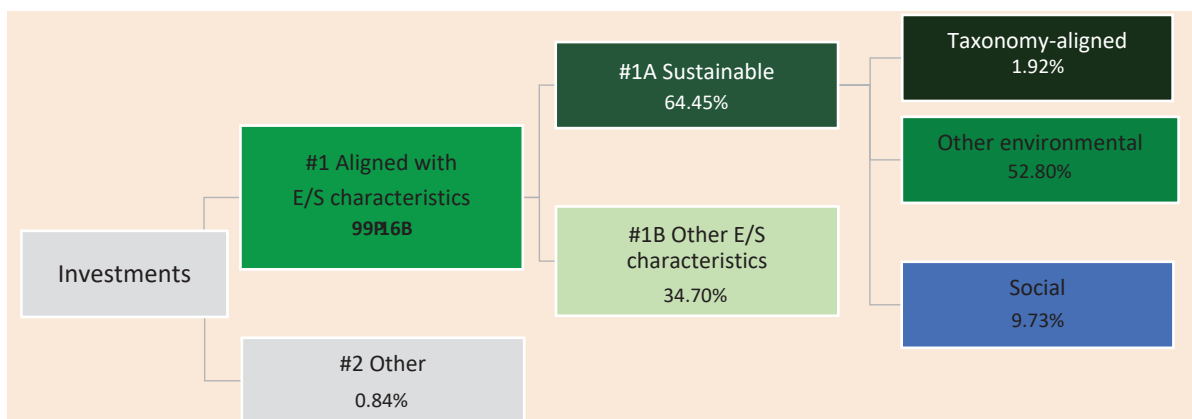 Investments
#1 Aligned with
E/S characteristics
99P16B
#2 Other
0.84%
#1A Sustainable
64.45%
#1B Other E/S
characteristics
34.70%
Taxonomy-aligned
1.92%
Other environmental
52.80%
Social
9.73%